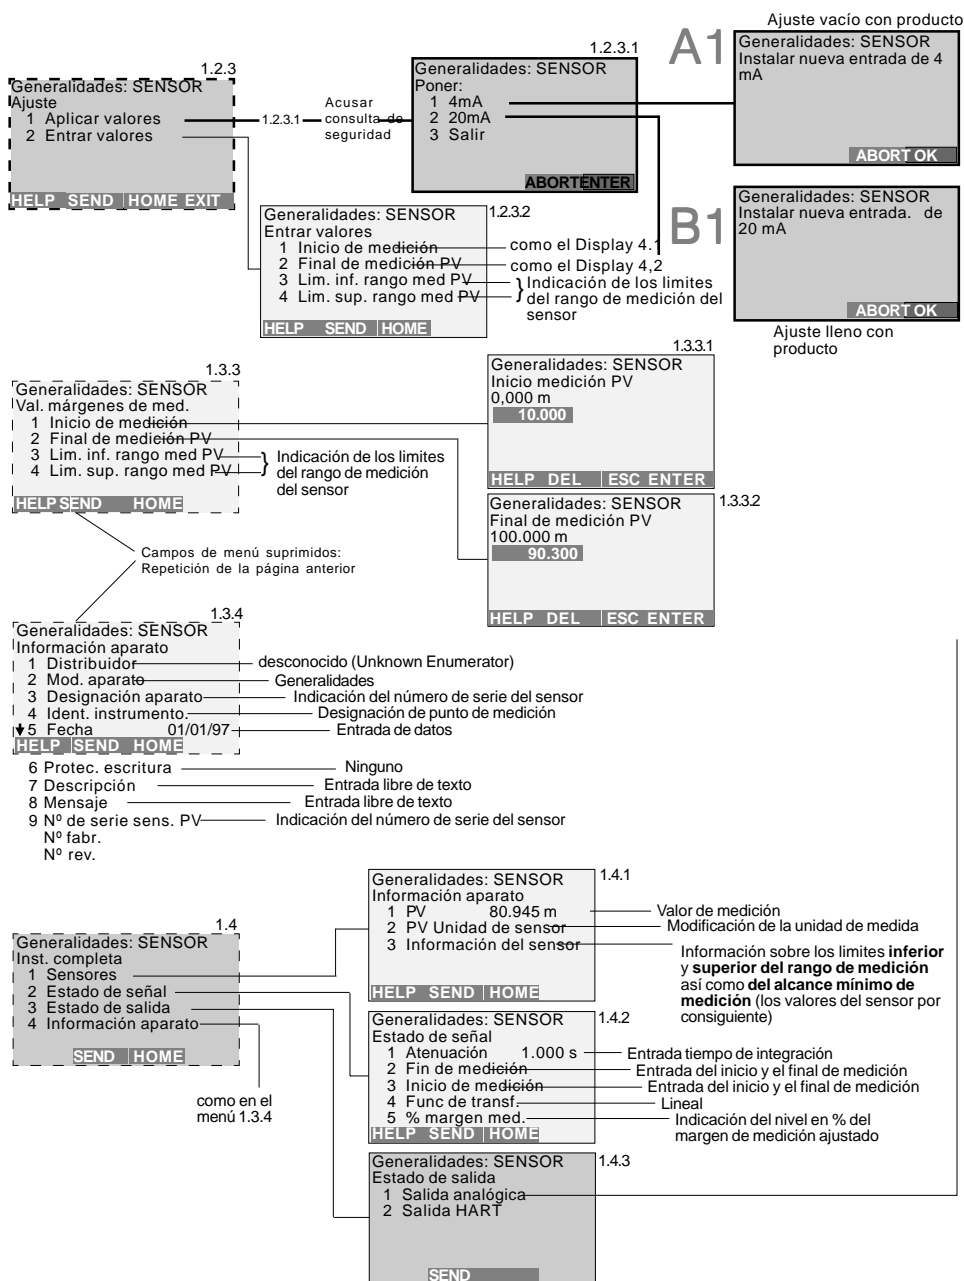 Ajuste vacío con producto
A1
Generalidades: SENSOR
Instalar nueva entrada de 4
mA
ABORT OK
1.2.3.1
Generalidades: SENSOR
Poner:
1 4mA
2 20mA
3 Salir
ABORT ENTER
1.2.3
Generalidades: SENSOR
Ajuste
1 Aplicar valores
2 Entrar valores
HELP SEND HOME EXIT
1.2.3.1
Acusar
consulta de
seguridad
B1
Generalidades: SENSOR
Instalar nueva entrada. de
20 mA
ABORT OK
Ajuste lleno con
producto
1.2.3.2
Generalidades: SENSOR
Entrar valores
1 Inicio de medición
2 Final de medición PV
3 Lim. inf. rango med PV
4 Lim. sup. rango med PV
HELP SEND HOME
como el Display 4.1
como el Display 4,2
Indicación de los limites
del rango de medición del
sensor
1.3.3
Generalidades: SENSOR
Val. márgenes de med.
1 Inicio de medición
2 Final de medición PV
3 Lim. inf. rango med PV
4 Lim. sup. rango med PV
HELP SEND HOME
Indicación de los limites
del rango de medición
del sensor
1.3.3.1
Generalidades: SENSOR
Inicio medición PV
0,000 m
10.000
HELP DEL ESC ENTER
1.3.3.2
Generalidades: SENSOR
Final de medición PV
100.000 m
90.300
HELP DEL ESC ENTER
Campos de menú suprimidos:
Repetición de la página anterior
1.3.4
Generalidades: SENSOR
Información aparato
1 Distribuidor
2 Mod. aparato
3 Designación aparato
4 Ident. instrumento.
5 Fecha 01/01/97
HELP SEND HOME
desconocido (Unknown Enumerator)
Generalidades
Indicación del número de serie del sensor
Designación de punto de medición
Entrada de datos
6 Protec. escritura Ninguno
7 Descripción Entrada libre de texto
8 Mensaje Entrada libre de texto
9 Nº de serie sens. PV Indicación del número de serie del sensor
Nº fabr.
Nº rev.
1.4
Generalidades: SENSOR
Inst. completa
1 Sensores
2 Estado de señal
3 Estado de salida
4 Información aparato
SEND HOME
como en el
menú 1.3.4
1.4.1
Generalidades: SENSOR
Información aparato
1 PV 80.945 m
2 PV Unidad de sensor
3 Información del sensor
HELP SEND HOME
Valor de medición
Modificación de la unidad de medida
Información sobre los limites inferior
y superior del rango de medición
así como del alcance mínimo de
medición (los valores del sensor por
consiguiente)
1.4.2
Generalidades: SENSOR
Estado de señal
1 Atenuación 1.000 s
2 Fin de medición
3 Inicio de medición
4 Func de transf.
5 % margen med.
HELP SEND HOME
Entrada tiempo de integración
Entrada del inicio y el final de medición
Entrada del inicio y el final de medición
Lineal
Indicación del nivel en % del
margen de medición ajustado
1.4.3
Generalidades: SENSOR
Estado de salida
1 Salida analógica
2 Salida HART
SEND